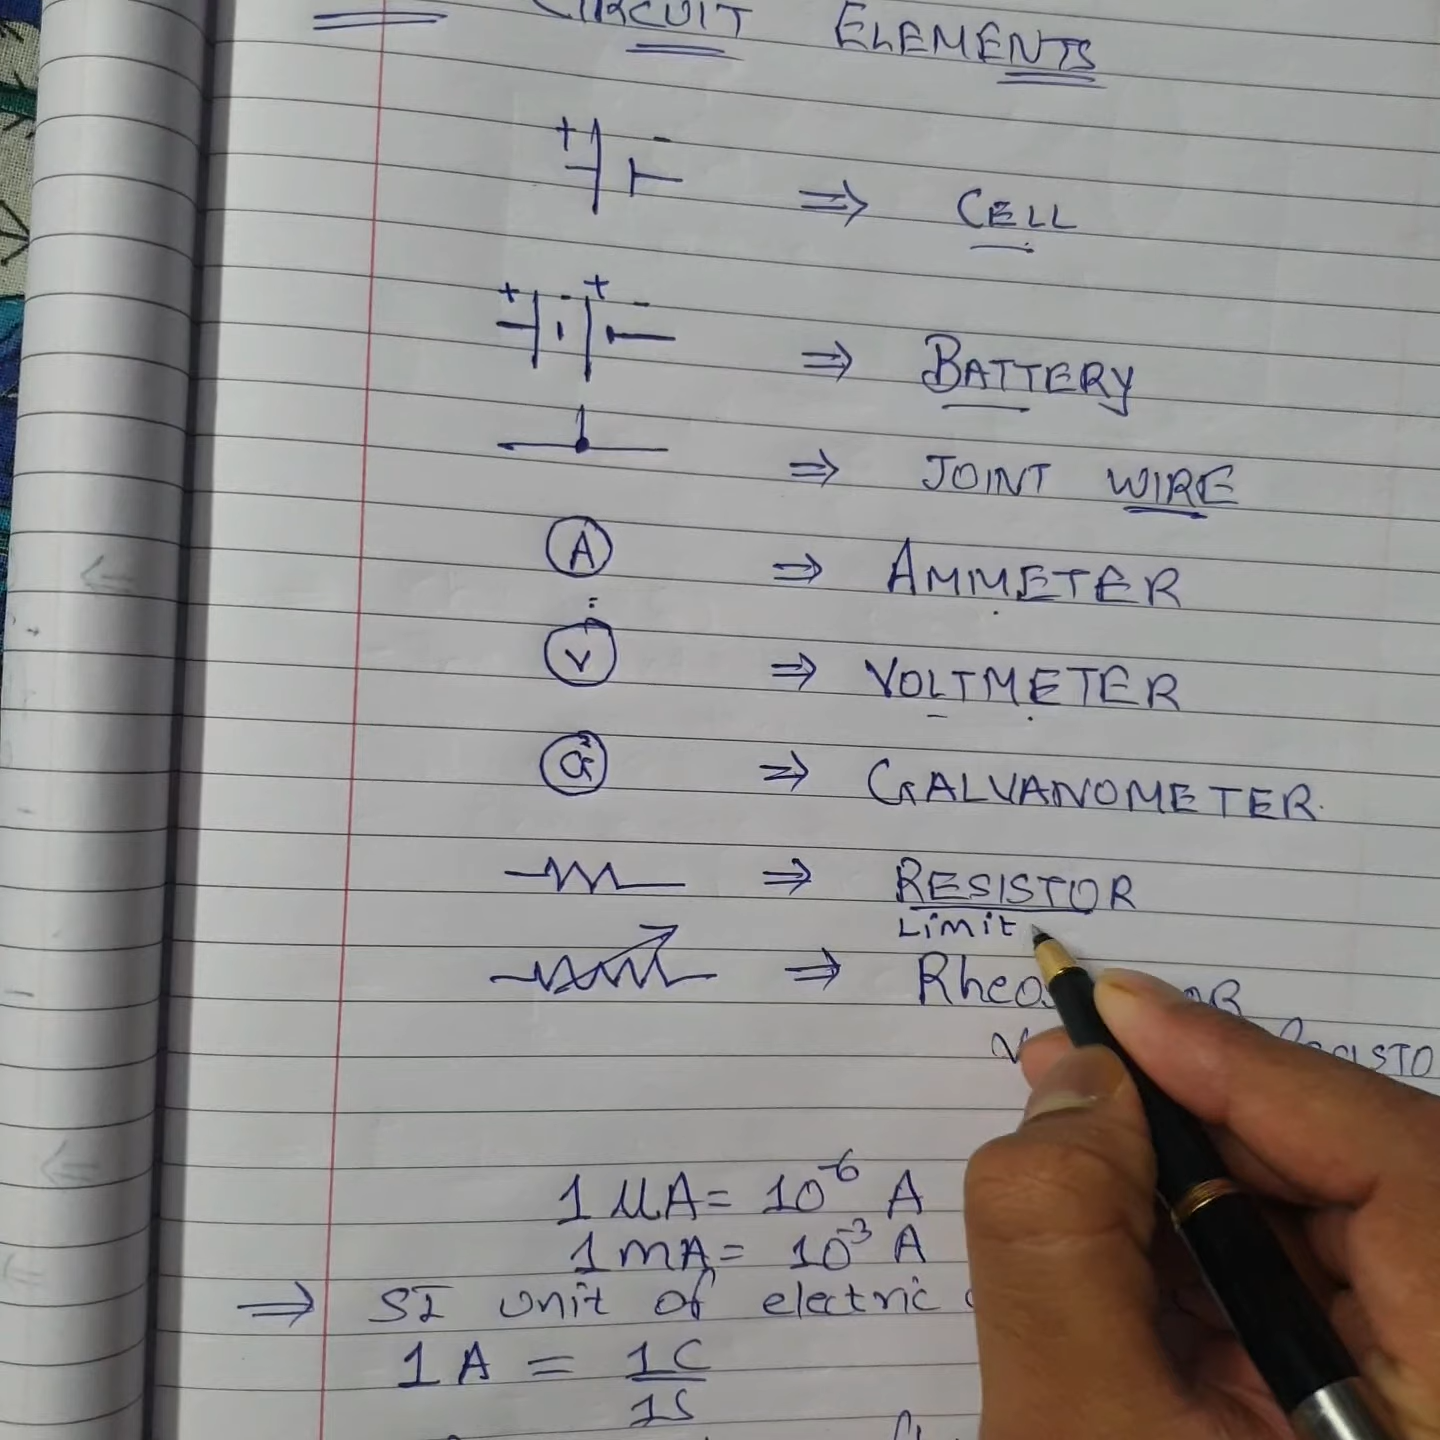 CIRCUIT ELEMENTS
+ -
⇒ CELL
+ - + -
⇒ BATTERY
⇒ JOINT WIRE
A ⇒ AMMETER
V ⇒ VOLTMETER
G ⇒ GALVANOMETER.
⇒ RESISTOR
Limit
⇒
1 μA = 10⁻⁶ A
1 mA = 10⁻³ A
⇒ SI unit of electric
1 A = 1C
1S